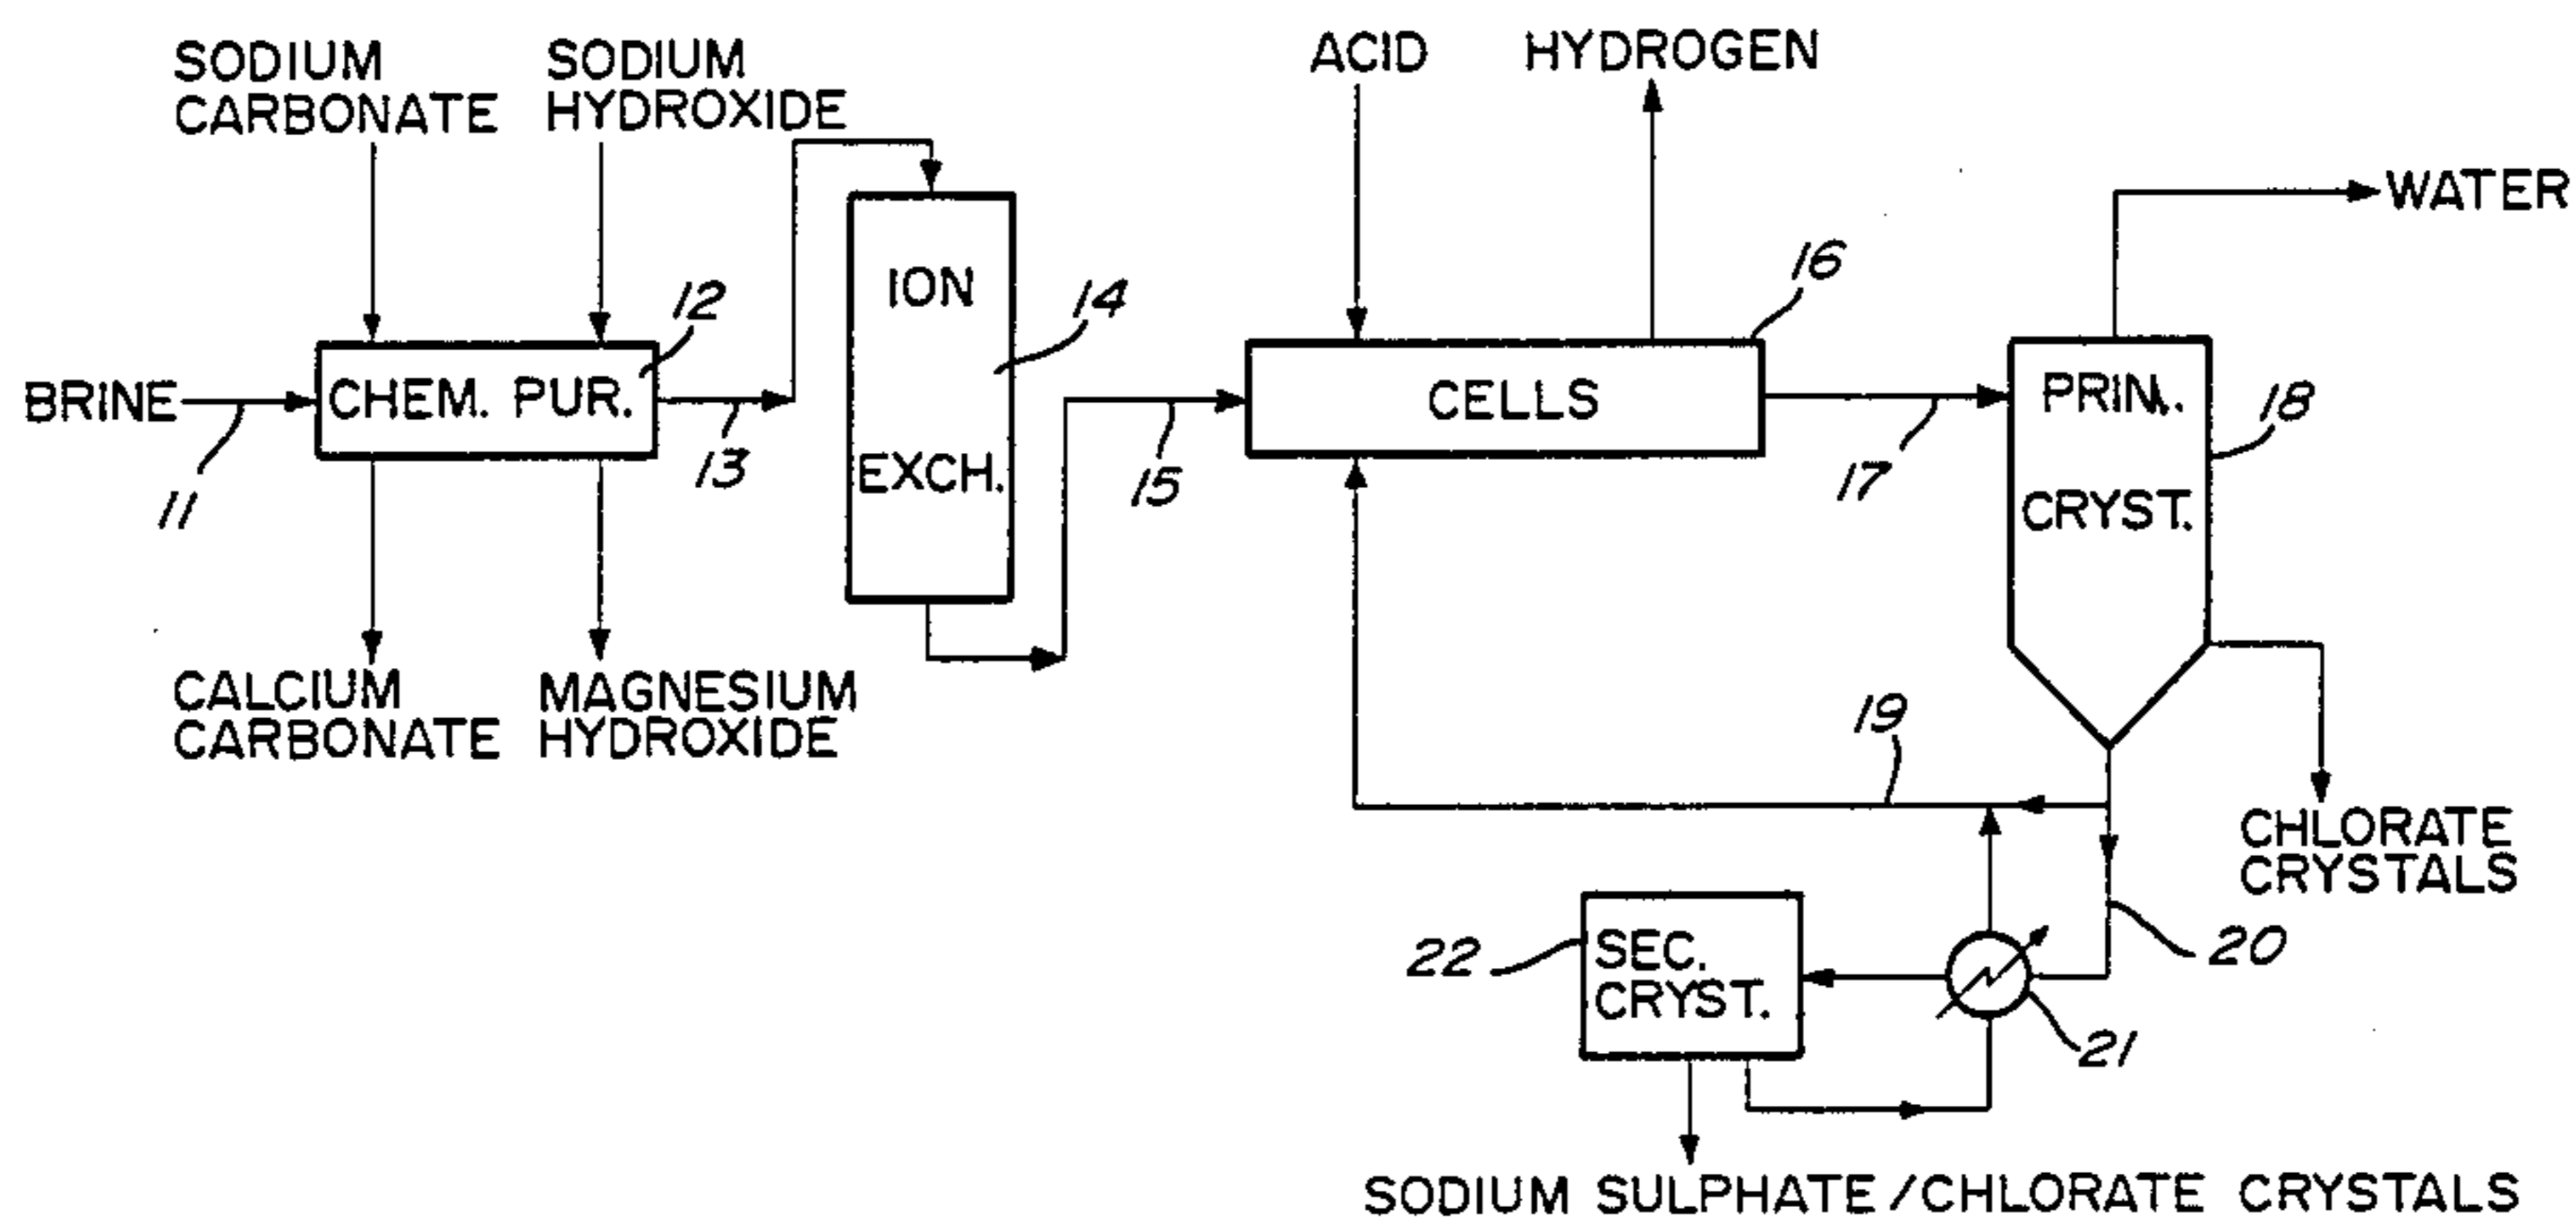 SODIUM
CARBONATE
SODIUM
HYDROXIDE
ACID
HYDROGEN
WATER
BRINE
11
CHEM. PUR.
12
13
ION
EXCH.
14
15
CELLS
16
17
PRIM.
CRYST.
18
CALCIUM
CARBONATE
MAGNESIUM
HYDROXIDE
19
CHLORATE
CRYSTALS
20
21
22
SEC.
CRYST.
SODIUM SULPHATE/CHLORATE CRYSTALS